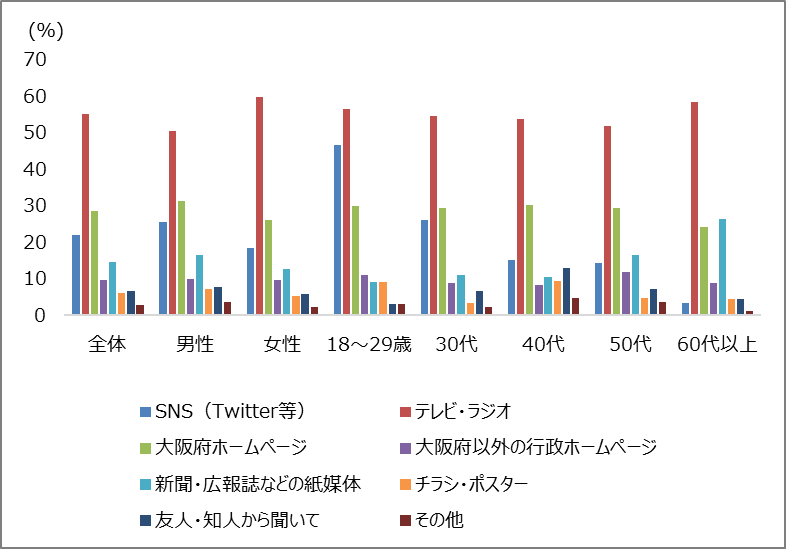 (%)
70
60
50
40
30
20
10
0
全体 男性 女性 18～29歳 30代 40代 50代 60代以上
SNS（Twitter等） テレビ・ラジオ
大阪府ホームページ 大阪府以外の行政ホームページ
新聞・広報誌などの紙媒体 チラシ・ポスター
友人・知人から聞いて その他